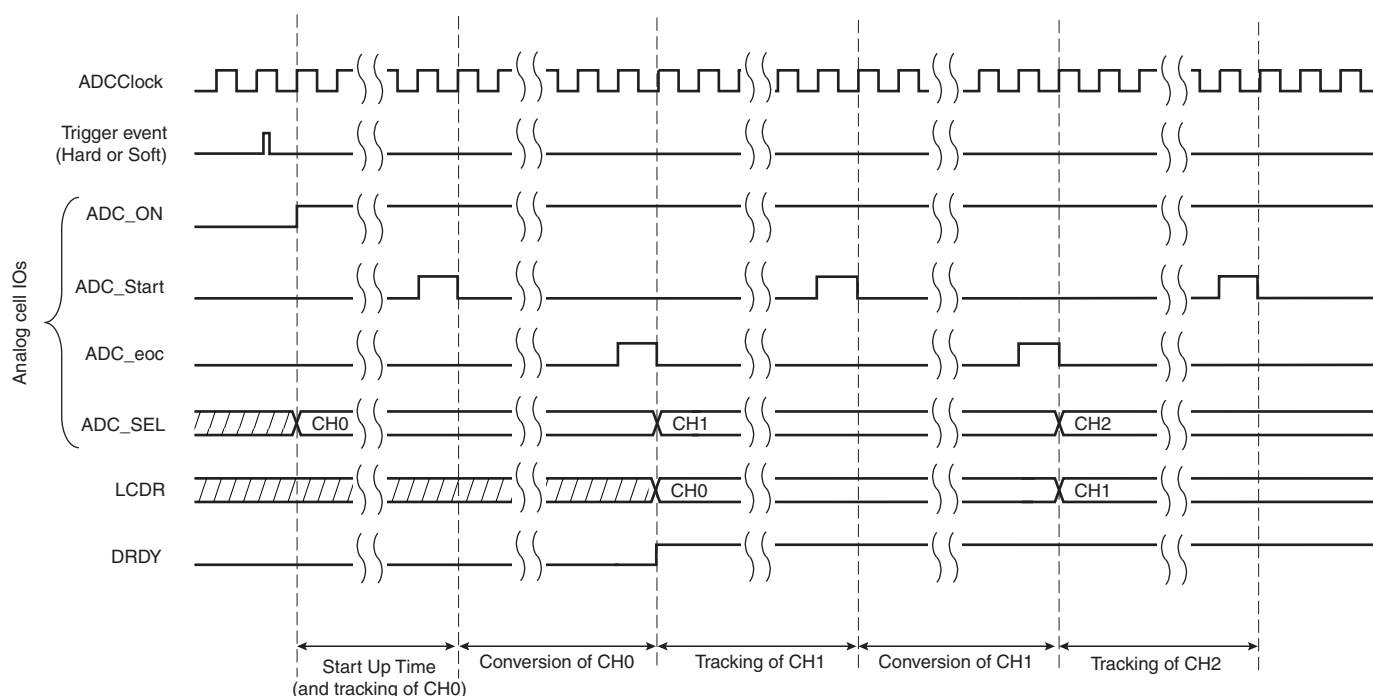 ADCClock
Trigger event
(Hard or Soft)
ADC_ON
ADC_Start
Analog cell IOs
ADC_eoc
ADC_SEL
CH0
CH1
CH2
LCDR
CH0
CH1
DRDY
Start Up Time
(and tracking of CH0)
Conversion of CH0
Tracking of CH1
Conversion of CH1
Tracking of CH2